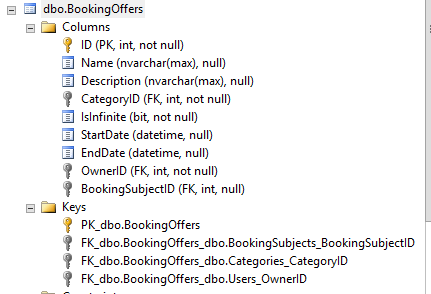 dbo.BookingOffers
Columns
ID (PK, int, not null)
Name (nvarchar(max), null)
Description (nvarchar(max), null)
CategoryID (FK, int, not null)
IsInfinite (bit, not null)
StartDate (datetime, null)
EndDate (datetime, null)
OwnerID (FK, int, not null)
BookingSubjectID (FK, int, null)
Keys
PK_dbo.BookingOffers
FK_dbo.BookingOffers_dbo.BookingSubjects_BookingSubjectID
FK_dbo.BookingOffers_dbo.Categories_CategoryID
FK_dbo.BookingOffers_dbo.Users_OwnerID